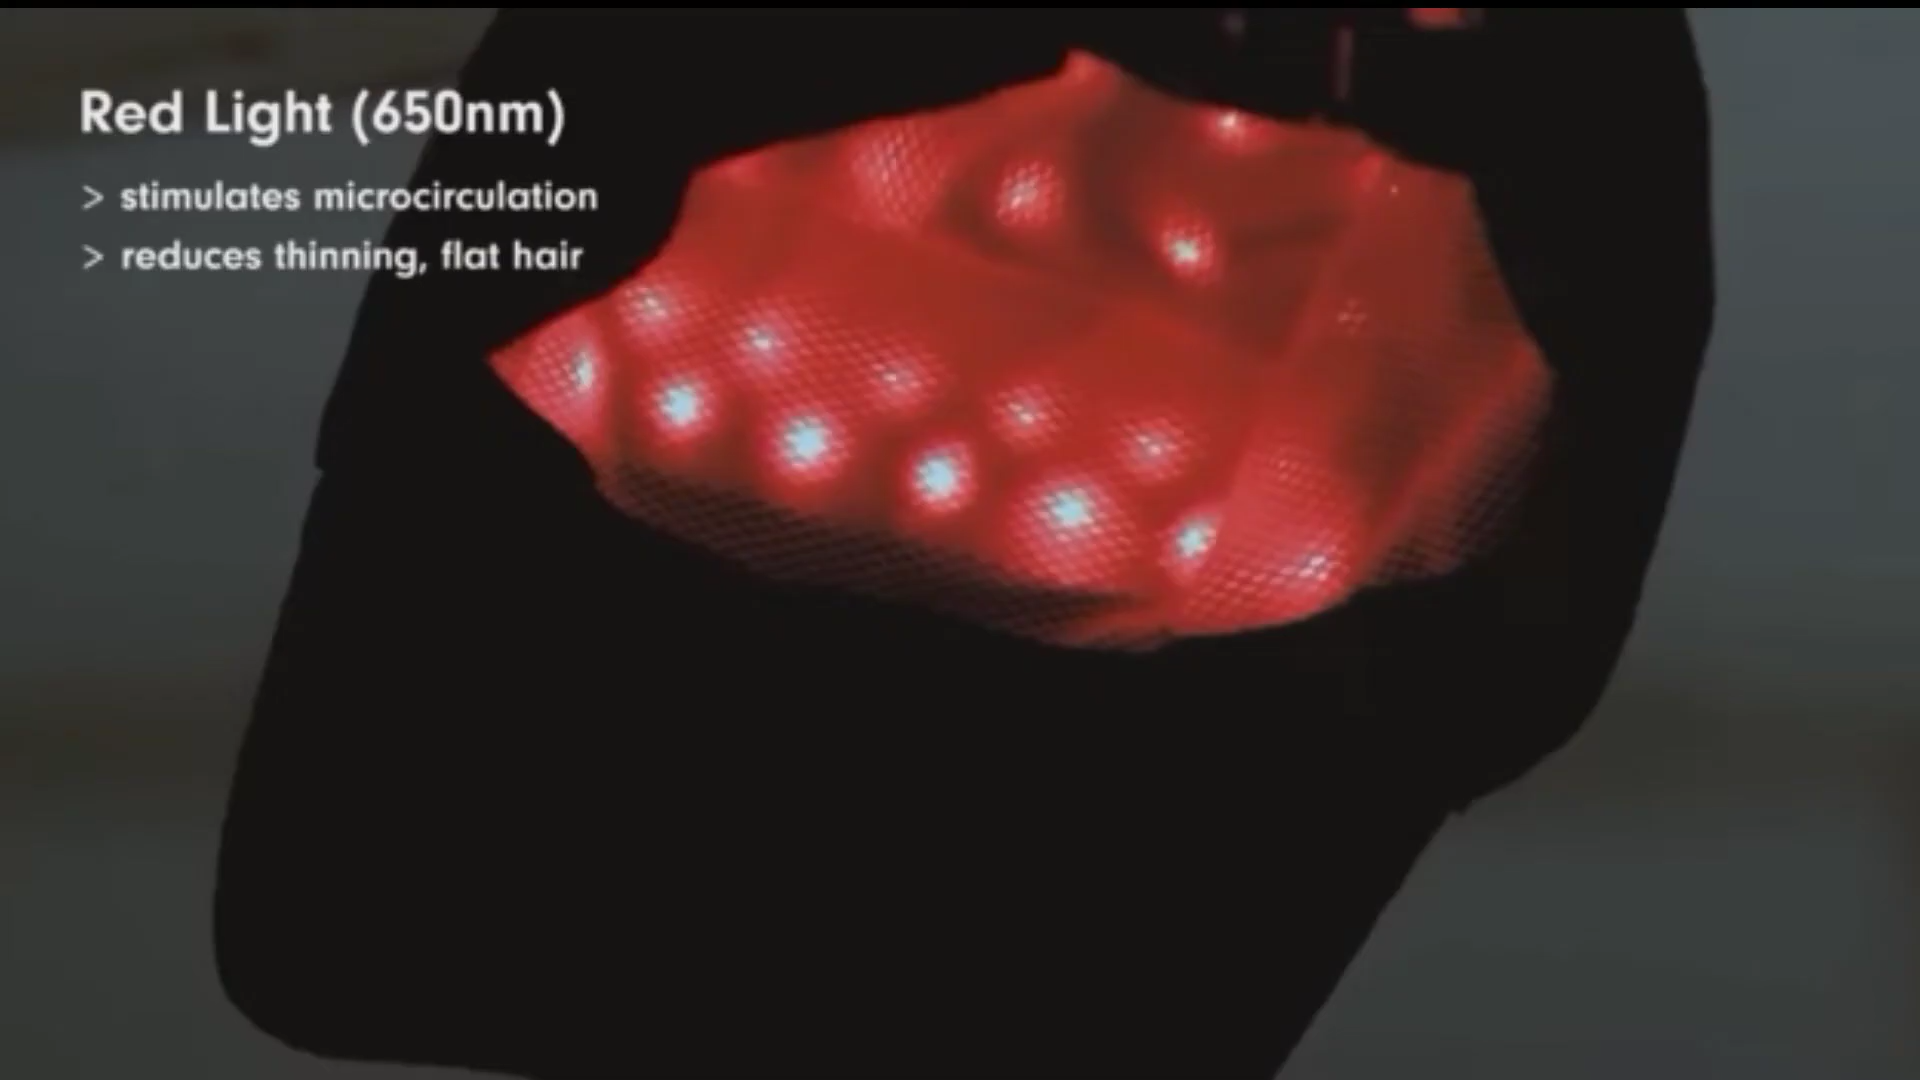 Red Light (650nm)
> stimulates microcirculation
> reduces thinning, flat hair